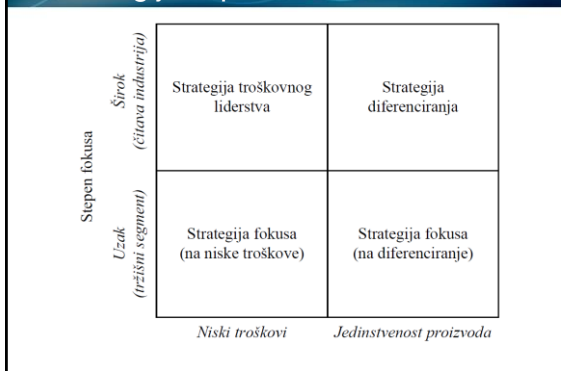 Stepen fokusa
Širok
(čitava industrija)
Strategija troškovnog
liderstva
Strategija
diferenciranja
Uzak
(tržišni segment)
Strategija fokusa
(na niske troškove)
Strategija fokusa
(na diferenciranje)
Niski troškovi
Jedinstvenost proizvoda